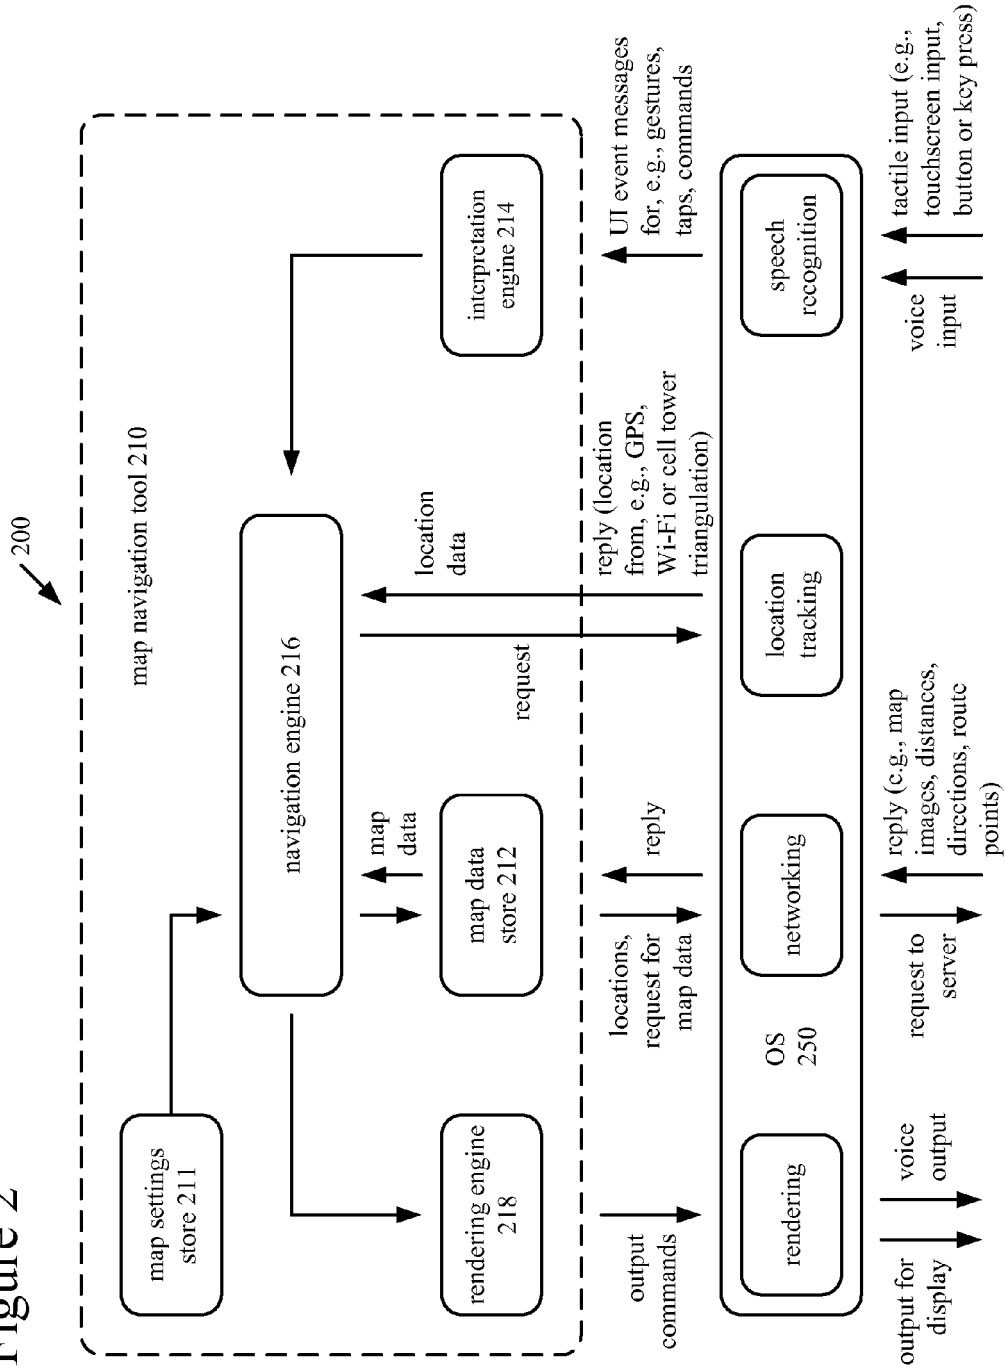 Figure 2
200
map navigation tool 210
map settings
store 211
navigation engine 216
map
data
location
data
request
rendering engine
218
map data
store 212
interpretation
engine 214
output
commands
locations,
request for
map data
reply
reply (location
from, e.g., GPS,
Wi-Fi or cell tower
triangulation)
UI event messages
for, e.g., gestures,
taps, commands
rendering
OS
250
networking
location
tracking
speech
recognition
output for
display
voice
output
request to
server
reply (e.g., map
images, distances,
directions, route
points)
voice
input
tactile input (e.g.,
touchscreen input,
button or key press)